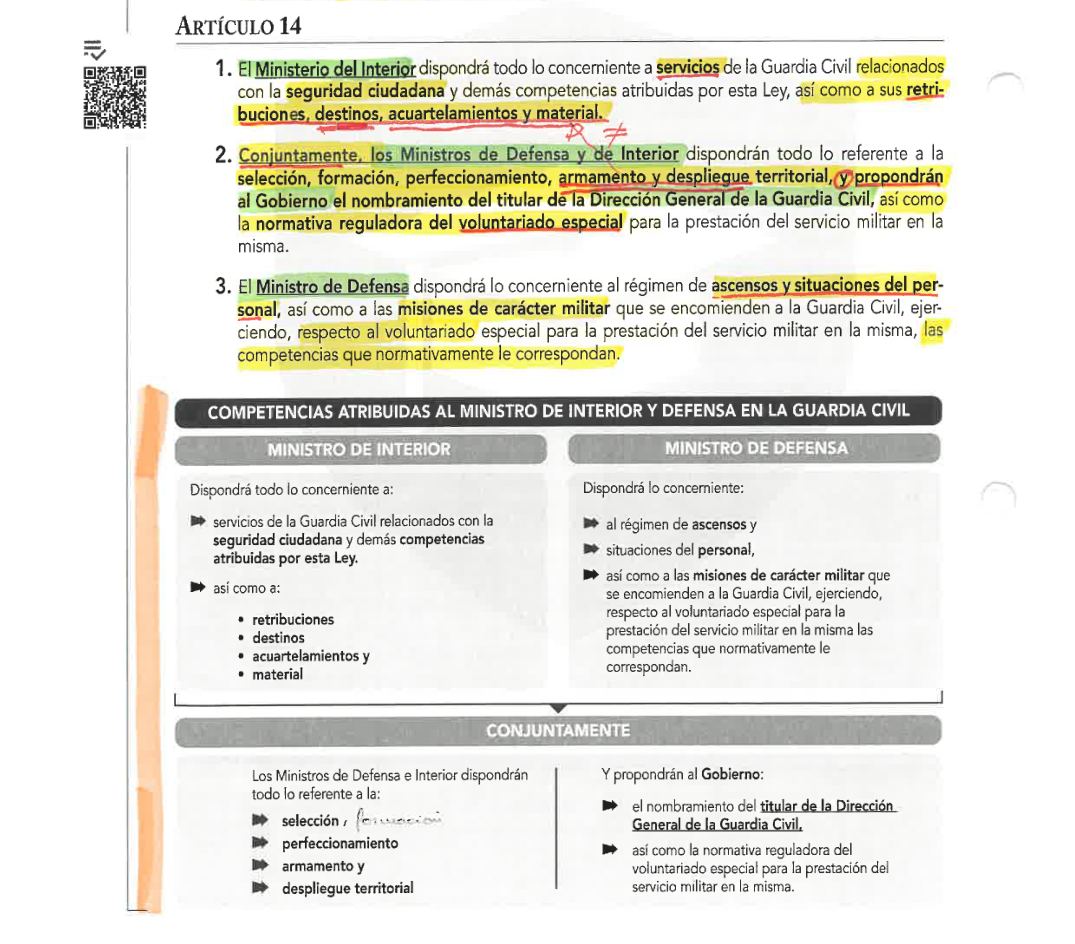 ARTÍCULO 14
1. El Ministerio del Interior dispondrá todo lo concerniente a servicios de la Guardia Civil relacionados
con la seguridad ciudadana y demás competencias atribuidas por esta Ley, así como a sus retri-
buciones, destinos, acuartelamientos y material.
≠
2. Conjuntamente, los Ministros de Defensa y de Interior dispondrán todo lo referente a la
selección, formación, perfeccionamiento, armamento y despliegue territorial, y propondrán
al Gobierno el nombramiento del titular de la Dirección General de la Guardia Civil, así como
la normativa reguladora del voluntariado especial para la prestación del servicio militar en la
misma.
3. El Ministro de Defensa dispondrá lo concerniente al régimen de ascensos y situaciones del per-
sonal, así como a las misiones de carácter militar que se encomienden a la Guardia Civil, ejer-
ciendo, respecto al voluntariado especial para la prestación del servicio militar en la misma, las
competencias que normativamente le correspondan.
COMPETENCIAS ATRIBUIDAS AL MINISTRO DE INTERIOR Y DEFENSA EN LA GUARDIA CIVIL
MINISTRO DE INTERIOR
Dispondrá todo lo concerniente a:
servicios de la Guardia Civil relacionados con la
seguridad ciudadana y demás competencias
atribuidas por esta Ley.
así como a:
• retribuciones
• destinos
• acuartelamientos y
• material
MINISTRO DE DEFENSA
Dispondrá lo concerniente:
al régimen de ascensos y
situaciones del personal,
así como a las misiones de carácter militar que
se encomienden a la Guardia Civil, ejerciendo,
respecto al voluntariado especial para la
prestación del servicio militar en la misma las
competencias que normativamente le
correspondan.
CONJUNTAMENTE
Los Ministros de Defensa e Interior dispondrán
todo lo referente a la:
selección, formación
perfeccionamiento
armamento y
despliegue territorial
Y propondrán al Gobierno:
el nombramiento del titular de la Dirección
General de la Guardia Civil,
así como la normativa reguladora del
voluntariado especial para la prestación del
servicio militar en la misma.